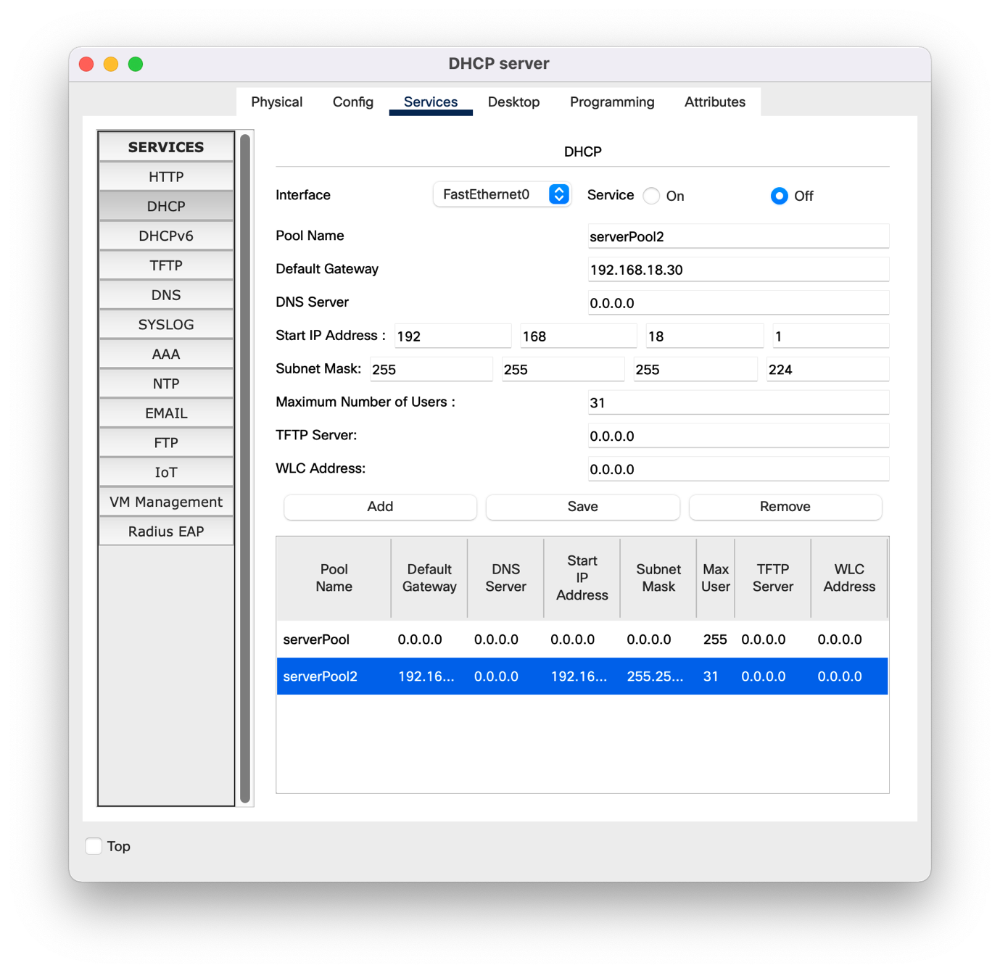 DHCP server
Physical Config Services Desktop Programming Attributes
SERVICES
HTTP
DHCP
DHCPv6
TFTP
DNS
SYSLOG
AAA
NTP
EMAIL
FTP
IoT
VM Management
Radius EAP
DHCP
Interface FastEthernet0 Service On Off
Pool Name serverPool2
Default Gateway 192.168.18.30
DNS Server 0.0.0.0
Start IP Address : 192 168 18 1
Subnet Mask: 255 255 255 224
Maximum Number of Users : 31
TFTP Server: 0.0.0.0
WLC Address: 0.0.0.0
Add Save Remove
Pool Name Default Gateway DNS Server Start IP Address Subnet Mask Max User TFTP Server WLC Address
serverPool 0.0.0.0 0.0.0.0 0.0.0.0 0.0.0.0 255 0.0.0.0 0.0.0.0
serverPool2 192.16... 0.0.0.0 192.16... 255.25... 31 0.0.0.0 0.0.0.0
Top